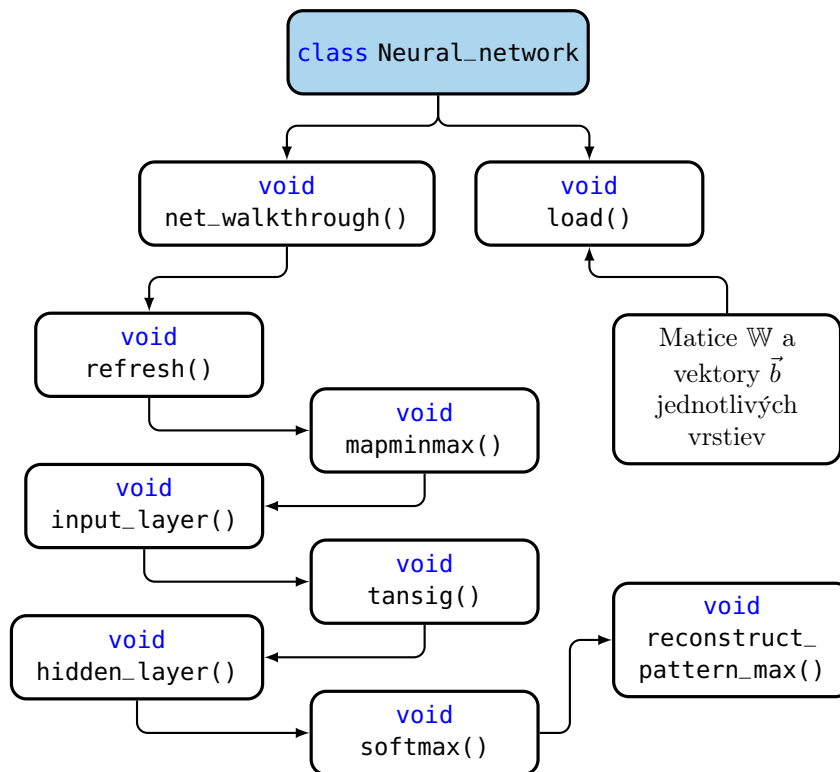 class Neural_network
void
net_walkthrough()
void
load()
void
refresh()
Matice 𝕎 a
vektory b⃗
jednotlivých
vrstiev
void
mapminmax()
void
input_layer()
void
tansig()
void
reconstruct_
pattern_max()
void
hidden_layer()
void
softmax()